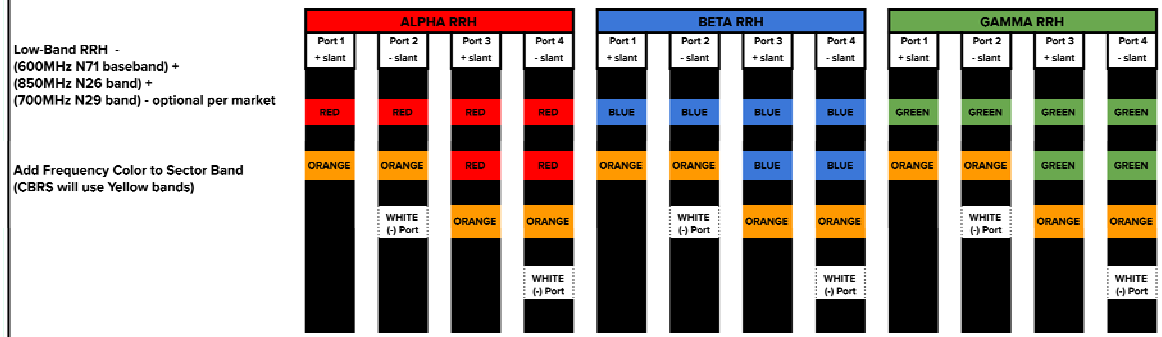 ALPHA RRH BETA RRH GAMMA RRH
Port 1 Port 2 Port 3 Port 4 Port 1 Port 2 Port 3 Port 4 Port 1 Port 2 Port 3 Port 4
+ slant - slant + slant - slant + slant - slant + slant - slant + slant - slant + slant - slant
Low-Band RRH -
(600MHz N71 baseband) +
(850MHz N26 band) +
(700MHz N29 band) - optional per market
RED RED RED RED BLUE BLUE BLUE BLUE GREEN GREEN GREEN GREEN
Add Frequency Color to Sector Band
(CBRS will use Yellow bands)
ORANGE ORANGE RED RED ORANGE ORANGE BLUE BLUE ORANGE ORANGE GREEN GREEN
WHITE ORANGE ORANGE WHITE ORANGE ORANGE WHITE ORANGE ORANGE
(-) Port (-) Port (-) Port
WHITE WHITE WHITE
(-) Port (-) Port (-) Port